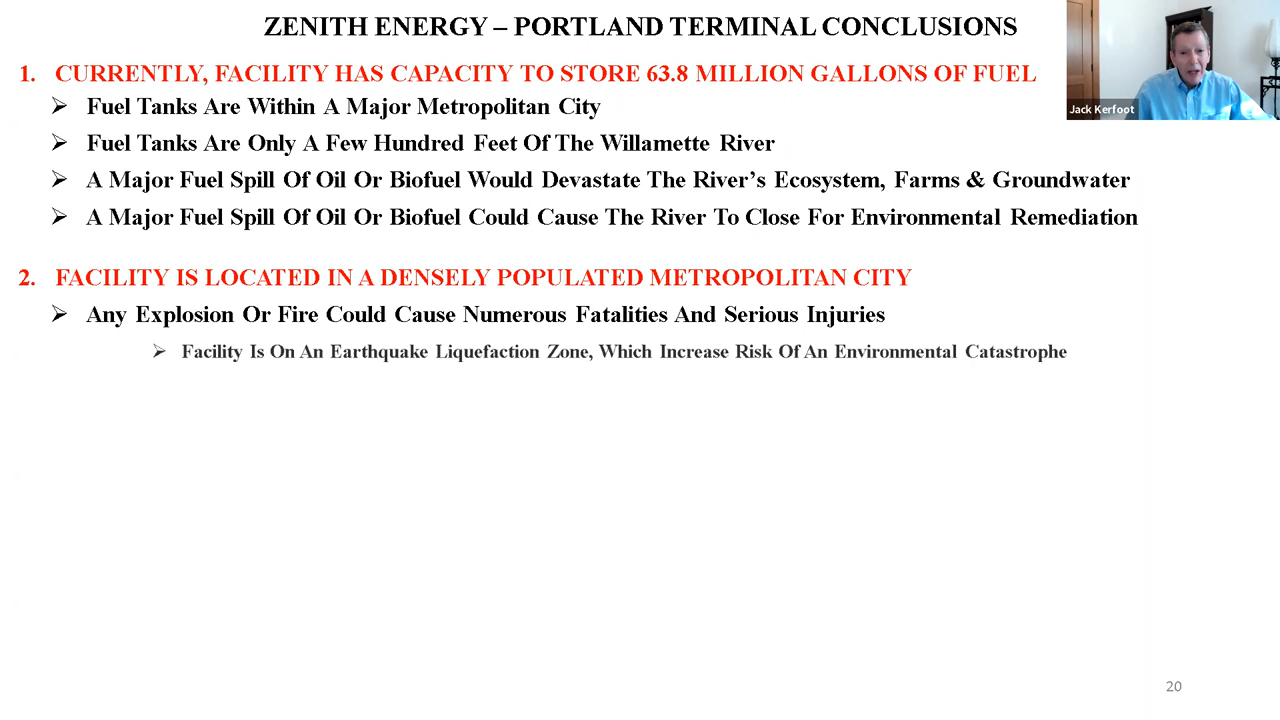 ZENITH ENERGY – PORTLAND TERMINAL CONCLUSIONS
Jack Kerfoot
1. CURRENTLY, FACILITY HAS CAPACITY TO STORE 63.8 MILLION GALLONS OF FUEL
➢ Fuel Tanks Are Within A Major Metropolitan City
➢ Fuel Tanks Are Only A Few Hundred Feet Of The Willamette River
➢ A Major Fuel Spill Of Oil Or Biofuel Would Devastate The River’s Ecosystem, Farms & Groundwater
➢ A Major Fuel Spill Of Oil Or Biofuel Could Cause The River To Close For Environmental Remediation
2. FACILITY IS LOCATED IN A DENSELY POPULATED METROPOLITAN CITY
➢ Any Explosion Or Fire Could Cause Numerous Fatalities And Serious Injuries
➢ Facility Is On An Earthquake Liquefaction Zone, Which Increase Risk Of An Environmental Catastrophe
20